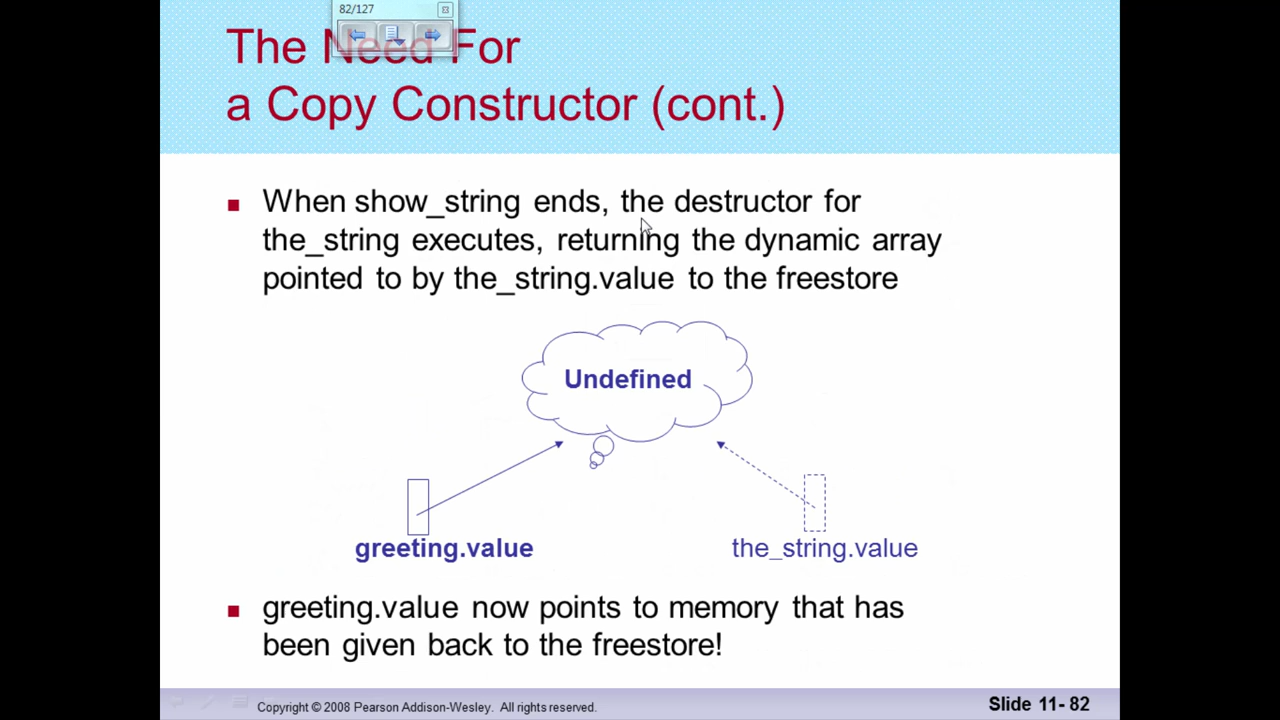 82/127
The Need For
a Copy Constructor (cont.)
When show_string ends, the destructor for
the_string executes, returning the dynamic array
pointed to by the_string.value to the freestore
Undefined
greeting.value
the_string.value
greeting.value now points to memory that has
been given back to the freestore!
Copyright © 2008 Pearson Addison-Wesley. All rights reserved.
Slide 11- 82